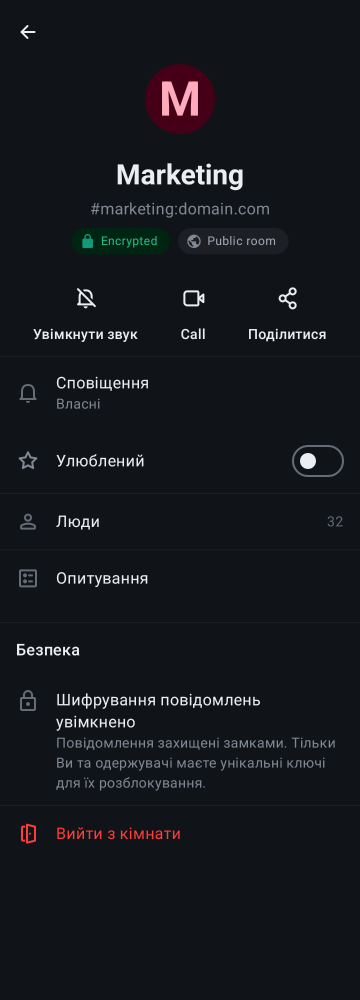 M
Marketing
#marketing:domain.com
Encrypted
Public room
Увімкнути звук
Call
Поділитися
Сповіщення
Власні
Улюблений
Люди
32
Опитування
Безпека
Шифрування повідомлень
увімкнено
Повідомлення захищені замками. Тільки
Ви та одержувачі маєте унікальні ключі
для їх розблокування.
Вийти з кімнати